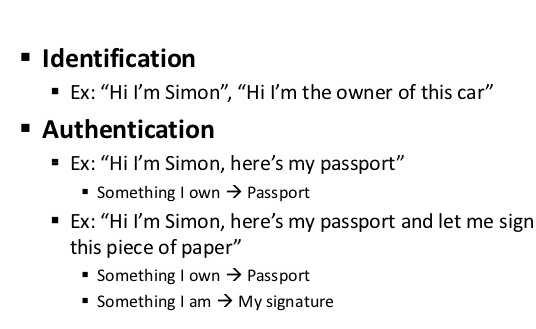 ▪ Identification
▪ Ex: “Hi I’m Simon”, “Hi I’m the owner of this car”
▪ Authentication
▪ Ex: “Hi I’m Simon, here’s my passport”
▪ Something I own → Passport
▪ Ex: “Hi I’m Simon, here’s my passport and let me sign
this piece of paper”
▪ Something I own → Passport
▪ Something I am → My signature